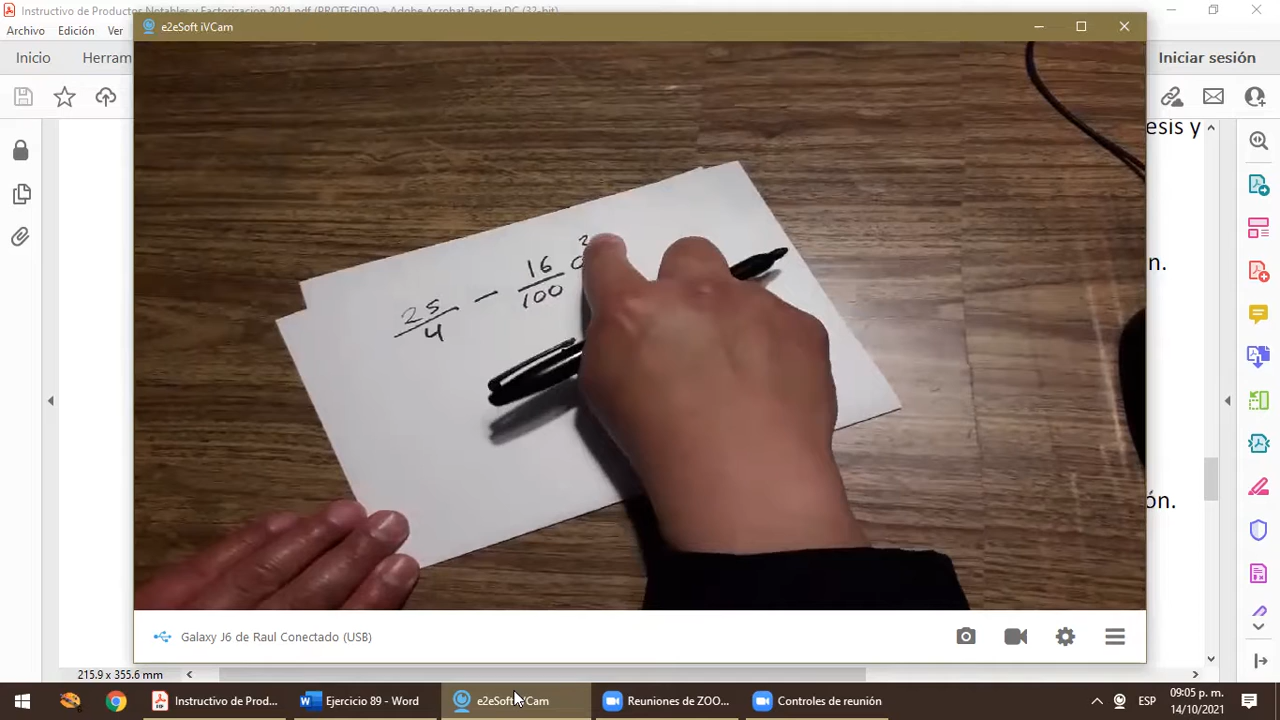 Instructivo de Productos Notables y Factorizacion 2021.pdf (PROTEGIDO) - Adobe Acrobat Reader DC (32-bit)
e2eSoft iVCam
Archivo Edición Ver
Inicio Herram
Iniciar sesión
esis y
n.
25/4 - 16/100
2
ón.
Galaxy J6 de Raul Conectado (USB)
215.9 x 355.6 mm
Instructivo de Prod...
Ejercicio 89 - Word
e2eSoft iVCam
Reuniones de ZOO...
Controles de reunión
ESP
09:05 p. m.
14/10/2021